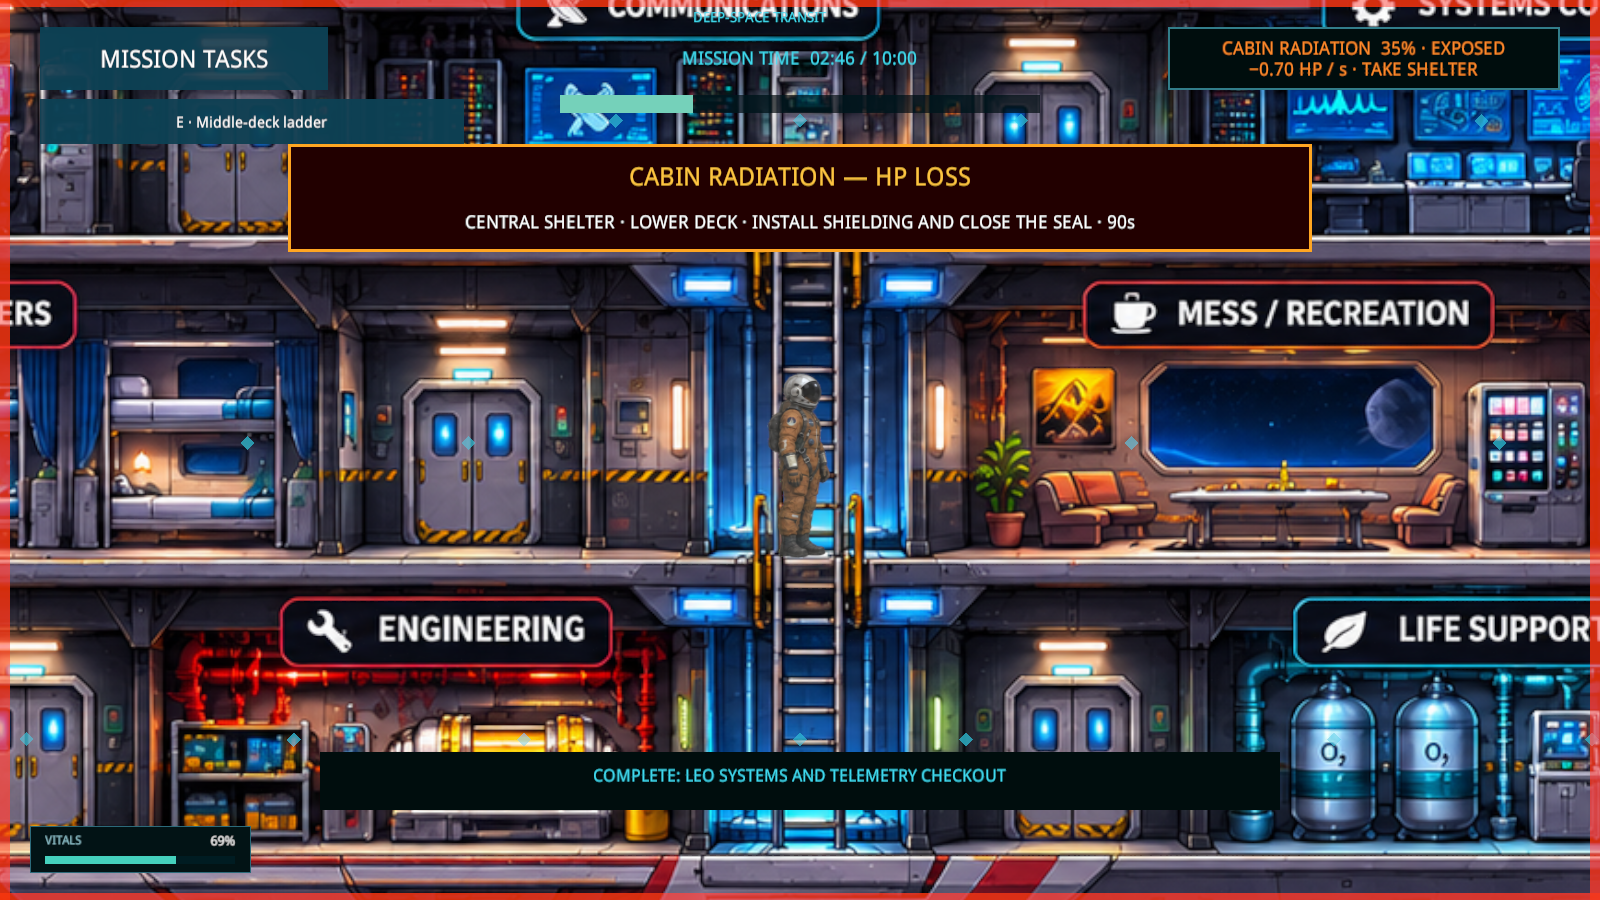 COMMUNICATIONS
DEEP-SPACE TRANSIT
SYSTEMS CO
MISSION TASKS
MISSION TIME 02:46 / 10:00
CABIN RADIATION 35% · EXPOSED
−0.70 HP / s · TAKE SHELTER
E · Middle-deck ladder
CABIN RADIATION — HP LOSS
CENTRAL SHELTER · LOWER DECK · INSTALL SHIELDING AND CLOSE THE SEAL · 90s
ERS
MESS / RECREATION
ENGINEERING
LIFE SUPPORT
O₂
O₂
COMPLETE: LEO SYSTEMS AND TELEMETRY CHECKOUT
VITALS 69%